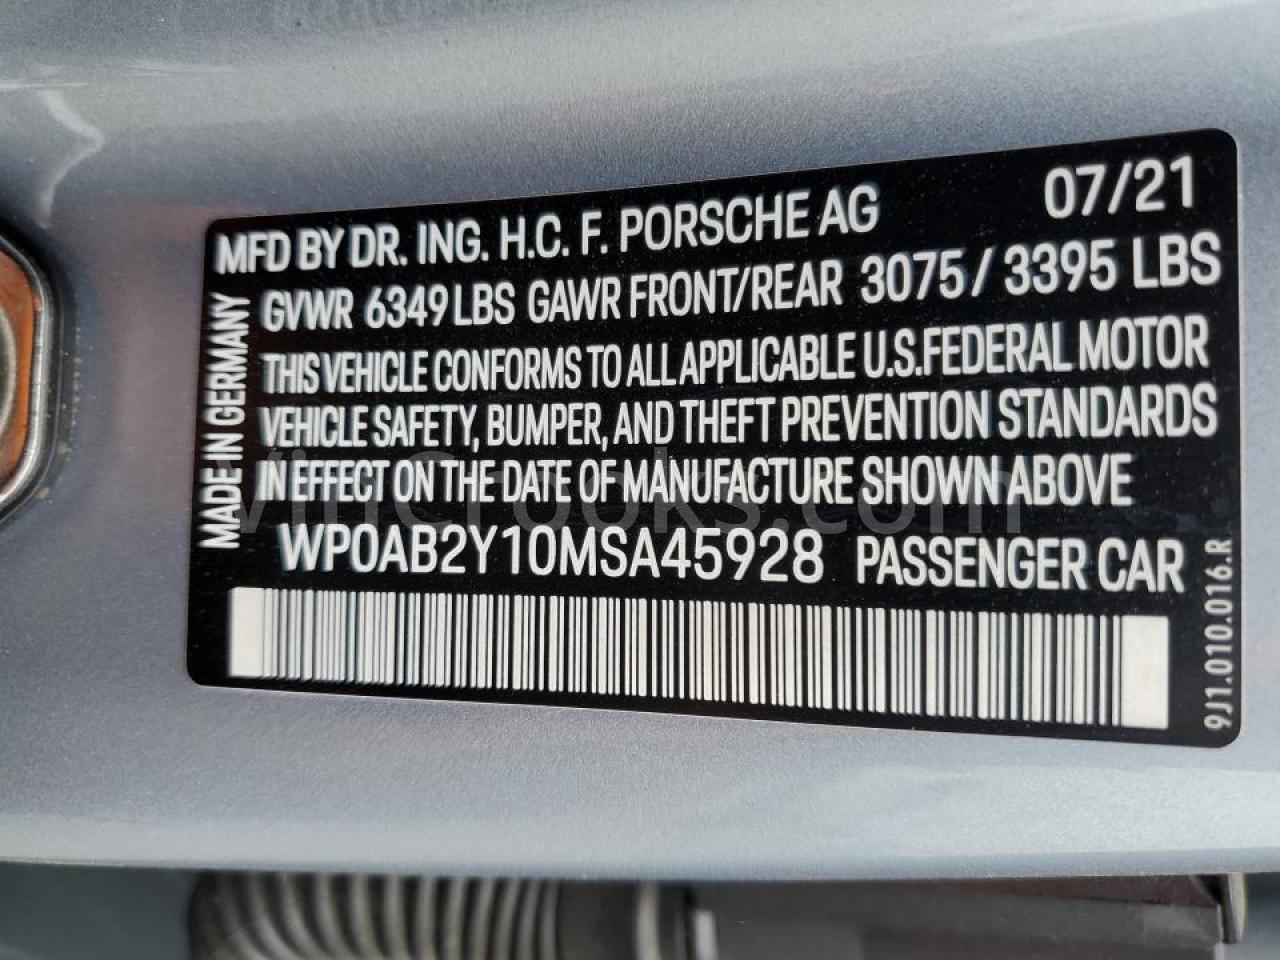 MFD BY DR. ING. H.C. F. PORSCHE AG 07/21
GVWR 6349 LBS GAWR FRONT/REAR 3075 / 3395 LBS
THIS VEHICLE CONFORMS TO ALL APPLICABLE U.S. FEDERAL MOTOR
VEHICLE SAFETY, BUMPER, AND THEFT PREVENTION STANDARDS
IN EFFECT ON THE DATE OF MANUFACTURE SHOWN ABOVE
WP0AB2Y10MSA45928 PASSENGER CAR
MADE IN GERMANY
9J1.010.016.R
VinCrooks.com